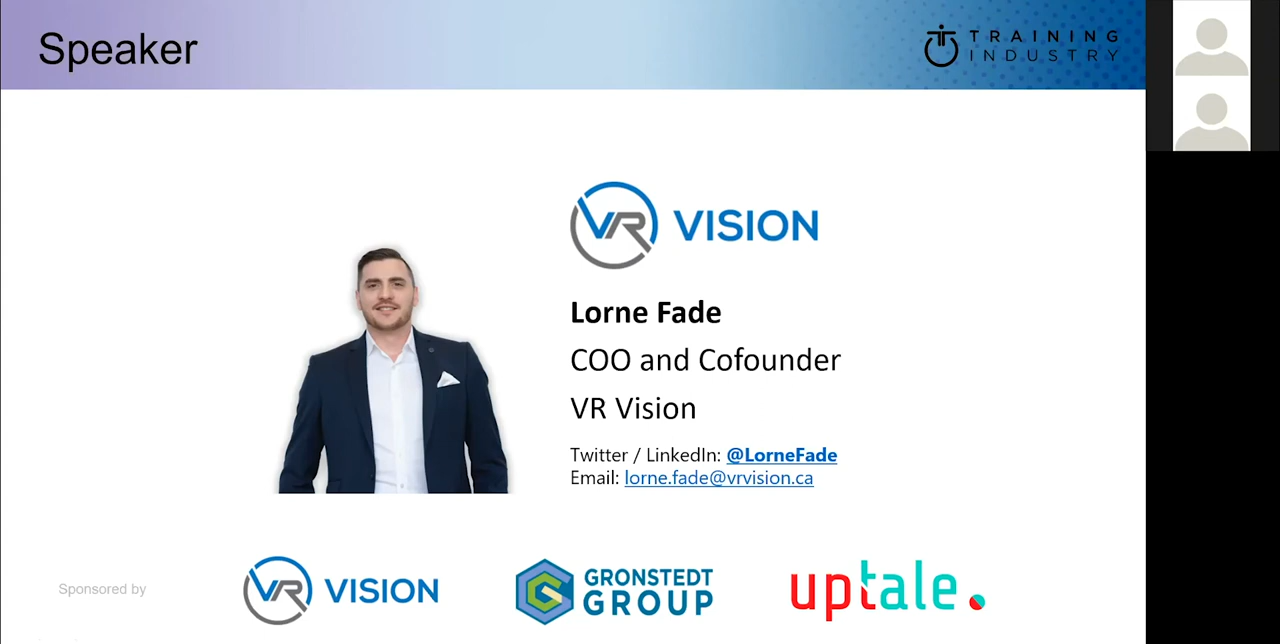 Speaker
TRAINING
INDUSTRY
VR VISION
Lorne Fade
COO and Cofounder
VR Vision
Twitter / LinkedIn: @LorneFade
Email: lorne.fade@vrvision.ca
Sponsored by
VR VISION
GRONSTEDT
GROUP
uptale.